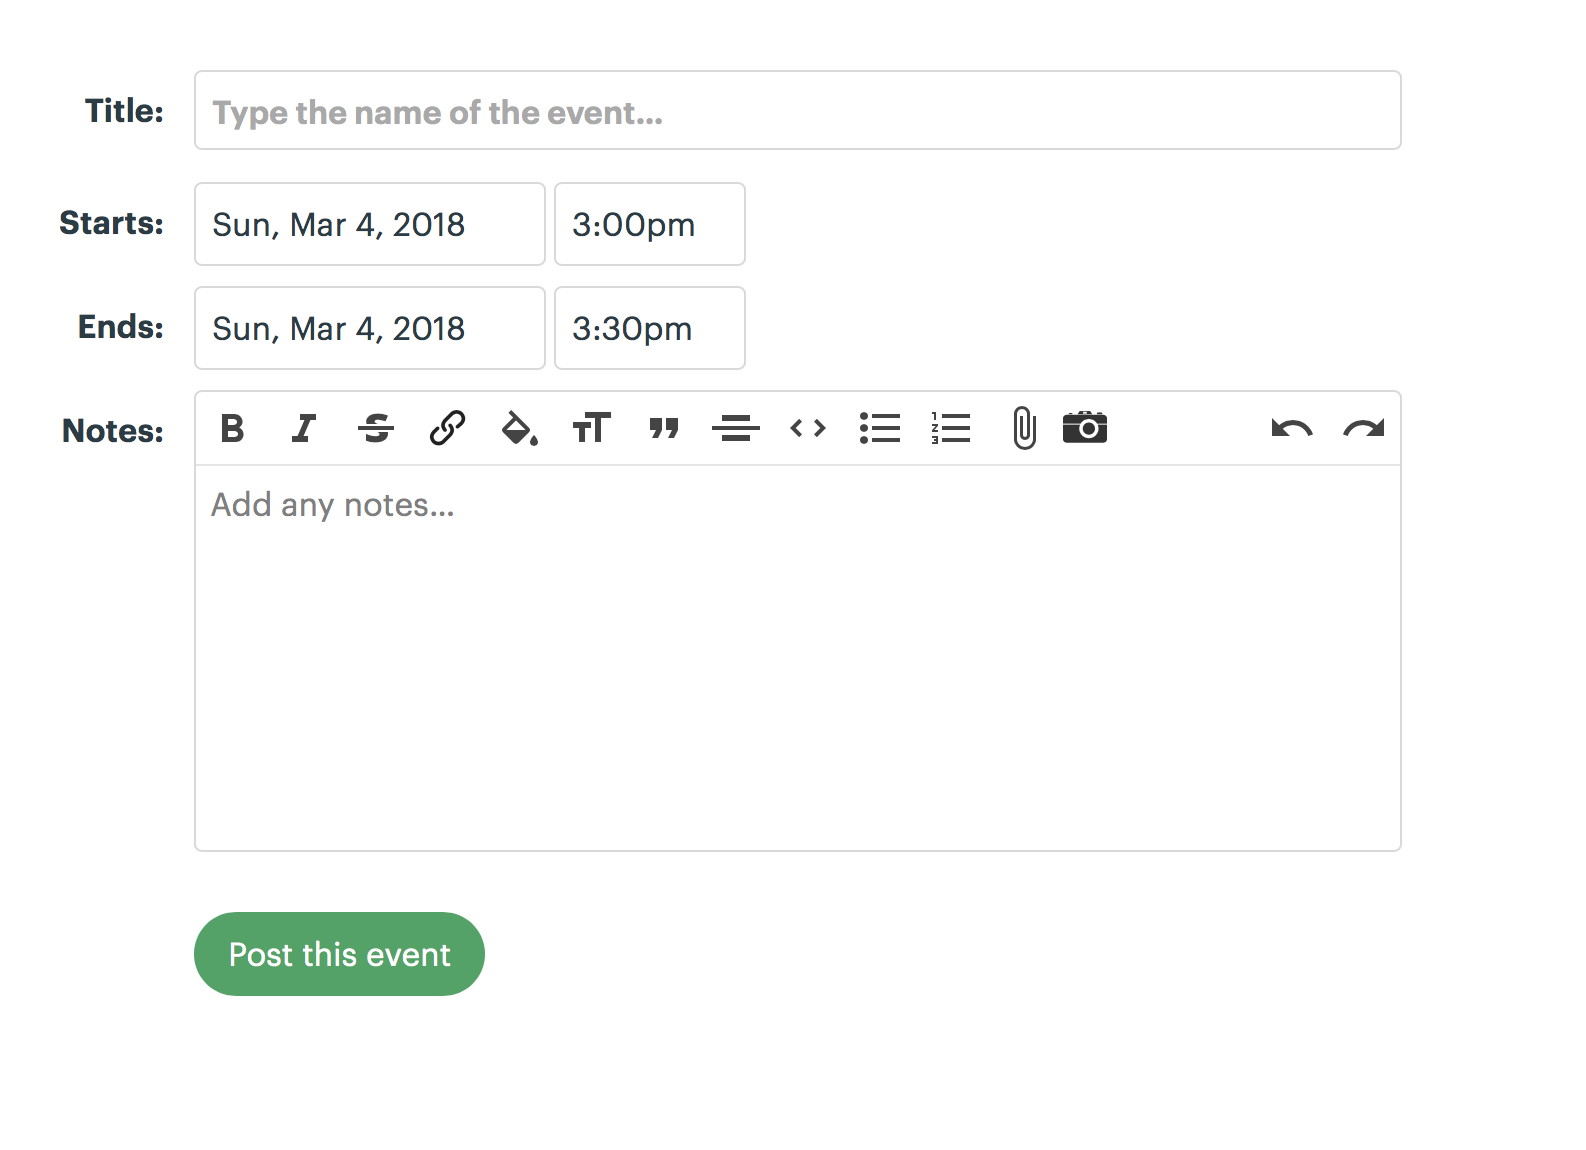 Title: Type the name of the event...
Starts: Sun, Mar 4, 2018 3:00pm
Ends: Sun, Mar 4, 2018 3:30pm
Notes:
Add any notes...
Post this event